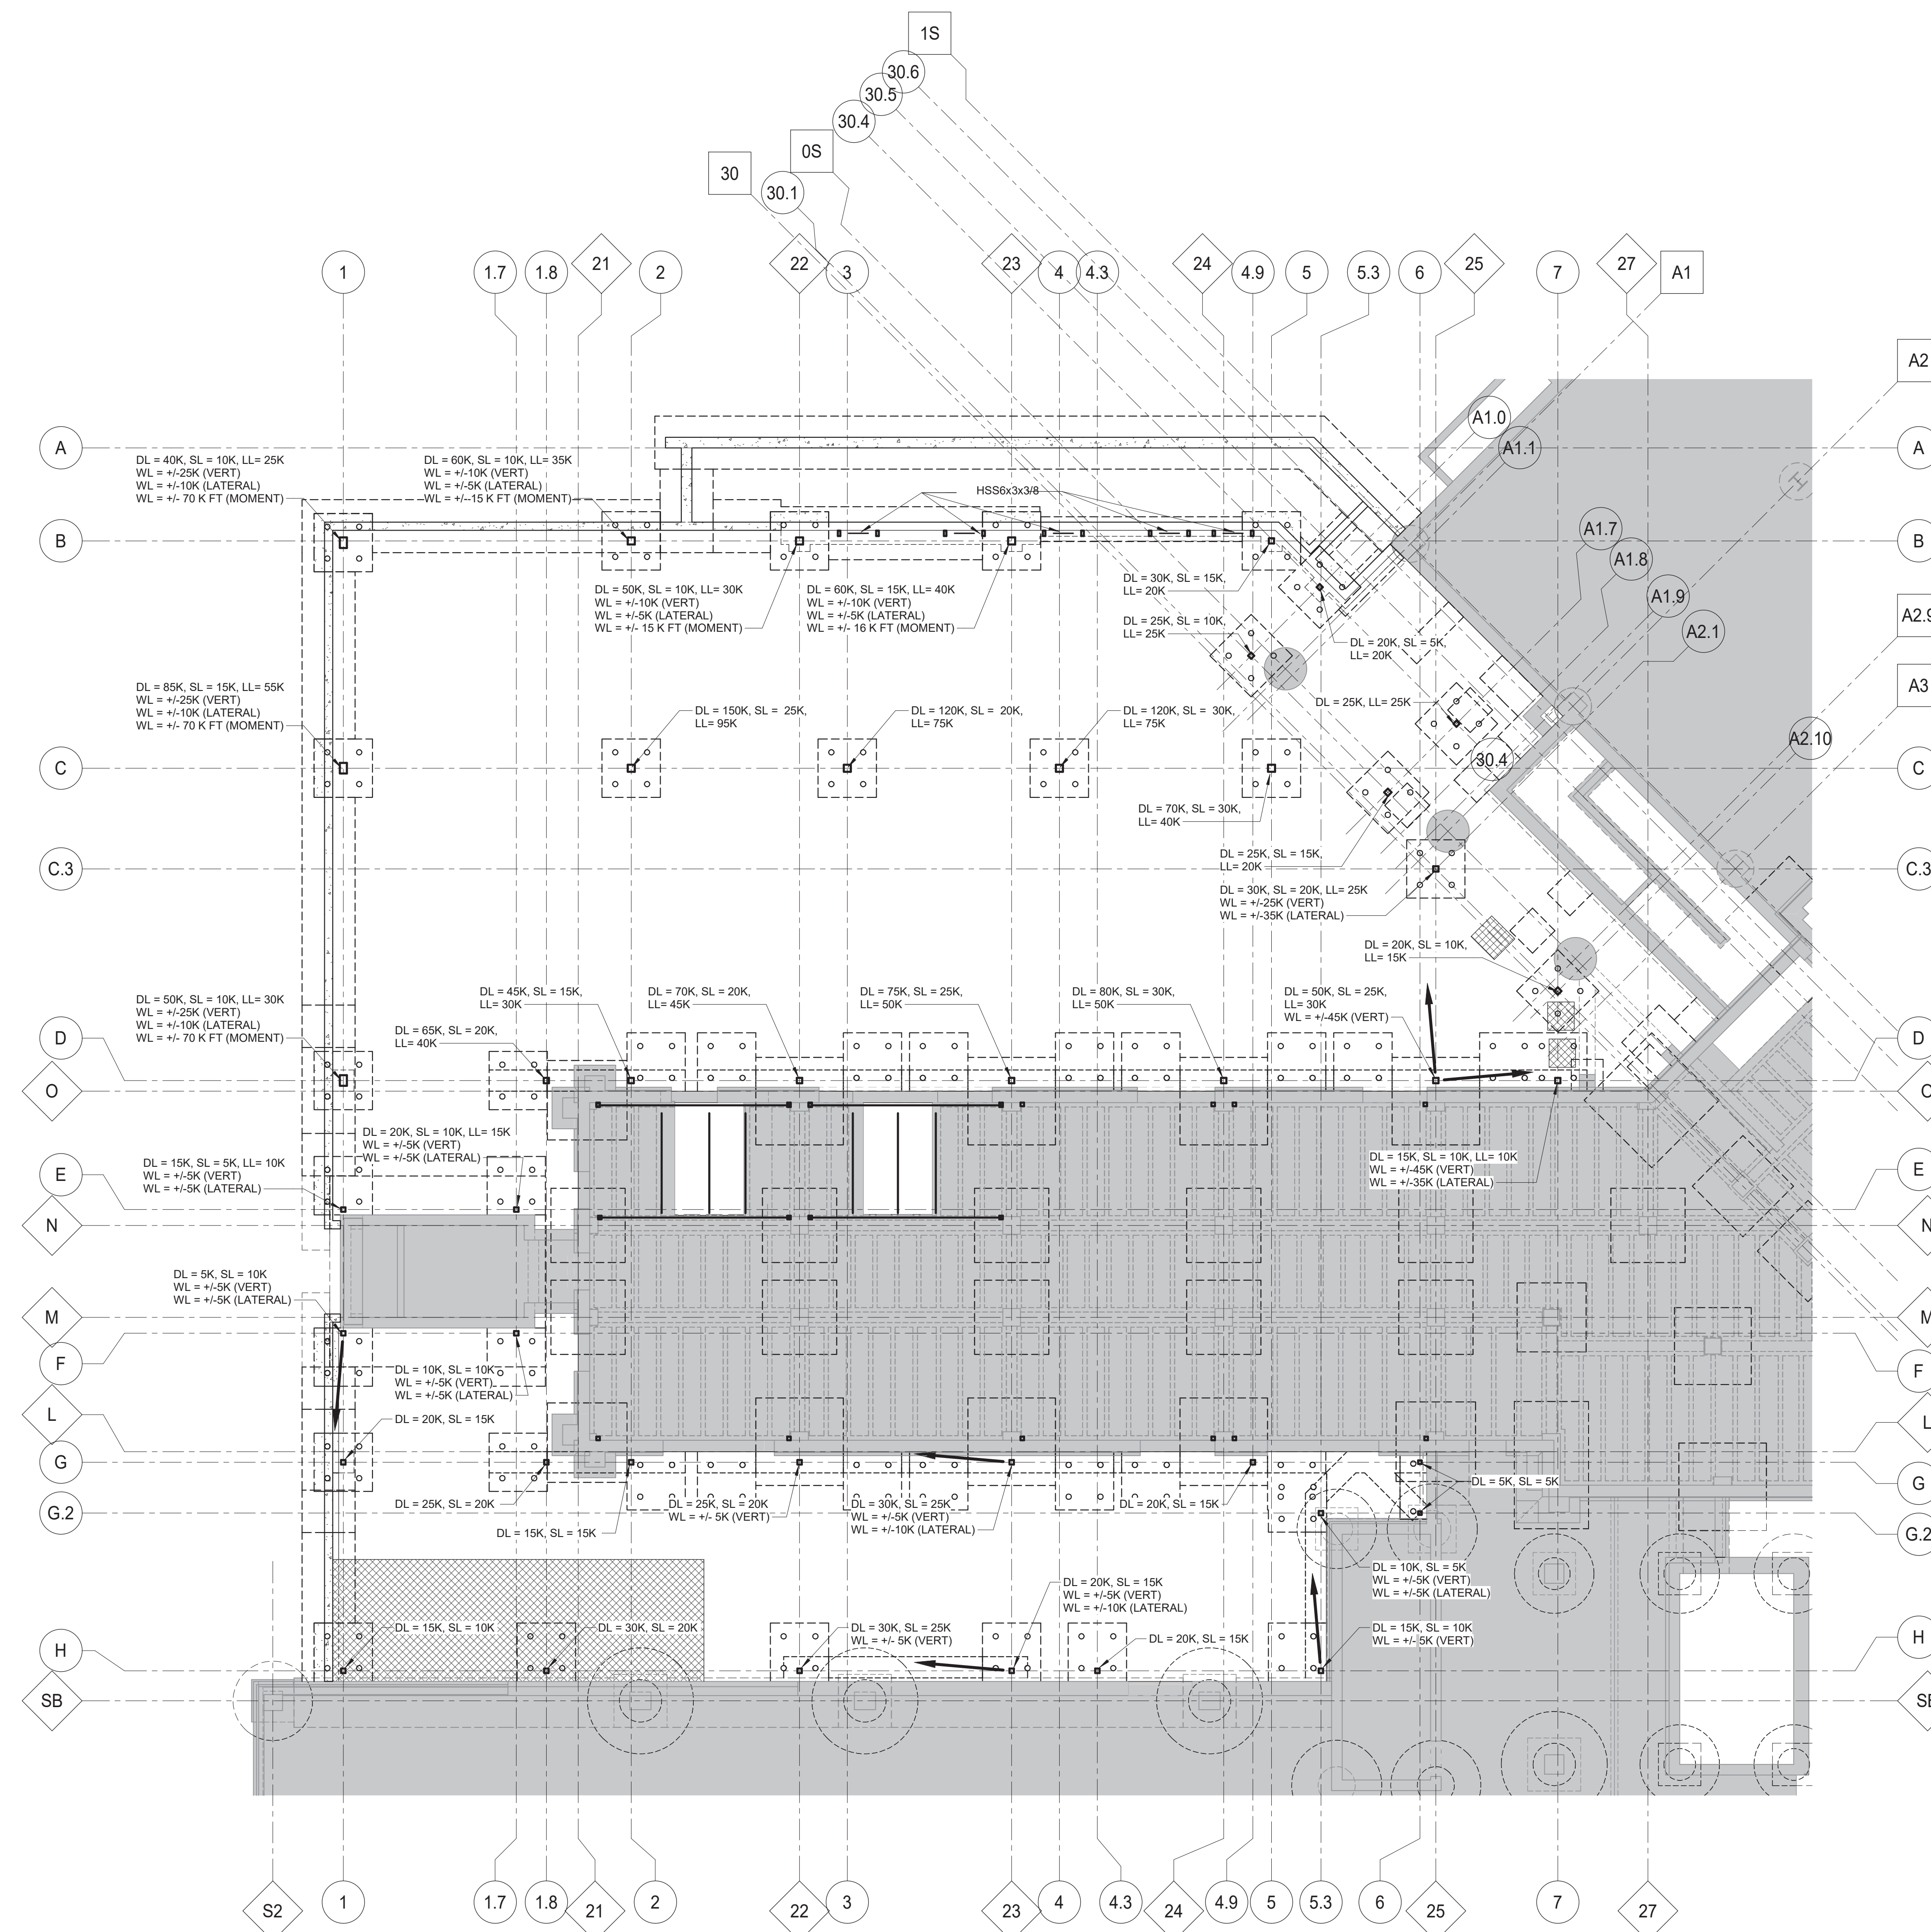 1S
30.6
30.5
30.4
0S
30
30.1
1
1.7
1.8
21
2
22
3
23
4
4.3
24
4.9
5
5.3
6
25
7
27
A1
A2
A1.0
A1.1
A
A
DL = 40K, SL = 10K, LL= 25K
WL = +/-25K (VERT)
WL = +/-10K (LATERAL)
WL = +/- 70 K FT (MOMENT)
DL = 60K, SL = 10K, LL= 35K
WL = +/-10K (VERT)
WL = +/-5K (LATERAL)
WL = +/--15 K FT (MOMENT)
HSS6x3x3/8
A1.7
A1.8
A1.9
A2.1
B
B
DL = 50K, SL = 10K, LL= 30K
WL = +/-10K (VERT)
WL = +/-5K (LATERAL)
WL = +/- 15 K FT (MOMENT)
DL = 60K, SL = 15K, LL= 40K
WL = +/-10K (VERT)
WL = +/-5K (LATERAL)
WL = +/- 16 K FT (MOMENT)
DL = 30K, SL = 15K,
LL= 20K
DL = 25K, SL = 10K,
LL= 25K
DL = 20K, SL = 5K,
LL= 20K
A2.9
A3
DL = 85K, SL = 15K, LL= 55K
WL = +/-25K (VERT)
WL = +/-10K (LATERAL)
WL = +/- 70 K FT (MOMENT)
DL = 150K, SL =  25K,
LL= 95K
DL = 120K, SL =  20K,
LL= 75K
DL = 120K, SL =  30K,
LL= 75K
DL = 25K, LL= 25K
A2.10
30.4
C
C
DL = 70K, SL = 30K,
LL= 40K
DL = 25K, SL = 15K,
LL= 20K
C.3
C.3
DL = 30K, SL = 20K, LL= 25K
WL = +/-25K (VERT)
WL = +/-35K (LATERAL)
DL = 20K, SL = 10K,
LL= 15K
DL = 50K, SL = 10K, LL= 30K
WL = +/-25K (VERT)
WL = +/-10K (LATERAL)
WL = +/- 70 K FT (MOMENT)
DL = 65K, SL = 20K,
LL= 40K
DL = 45K, SL = 15K,
LL= 30K
DL = 70K, SL = 20K,
LL= 45K
DL = 75K, SL = 25K,
LL= 50K
DL = 80K, SL = 30K,
LL= 50K
DL = 50K, SL = 25K,
LL= 30K
WL = +/-45K (VERT)
D
D
O
DL = 20K, SL = 10K, LL= 15K
WL = +/-5K (VERT)
WL = +/-5K (LATERAL)
DL = 15K, SL = 5K, LL= 10K
WL = +/-5K (VERT)
WL = +/-5K (LATERAL)
DL = 15K, SL = 10K, LL= 10K
WL = +/-45K (VERT)
WL = +/-35K (LATERAL)
E
E
N
N
DL = 5K, SL = 10K
WL = +/-5K (VERT)
WL = +/-5K (LATERAL)
M
M
F
F
DL = 10K, SL = 10K
WL = +/-5K (VERT)
WL = +/-5K (LATERAL)
L
L
DL = 20K, SL = 15K
G
G
DL = 25K, SL = 20K
DL = 15K, SL = 15K
DL = 25K, SL = 20K
WL = +/- 5K (VERT)
DL = 30K, SL = 25K
WL = +/-5K (VERT)
WL = +/-10K (LATERAL)
DL = 20K, SL = 15K
DL = 5K, SL = 5K
G.2
G.2
DL = 10K, SL = 5K
WL = +/-5K (VERT)
WL = +/-5K (LATERAL)
DL = 20K, SL = 15K
WL = +/-5K (VERT)
WL = +/-10K (LATERAL)
DL = 15K, SL = 10K
DL = 30K, SL = 20K
DL = 30K, SL = 25K
WL = +/- 5K (VERT)
DL = 20K, SL = 15K
DL = 15K, SL = 10K
WL = +/- 5K (VERT)
H
H
SB
S2
1
1.7
1.8
21
2
22
3
23
4
4.3
24
4.9
5
5.3
6
25
7
27